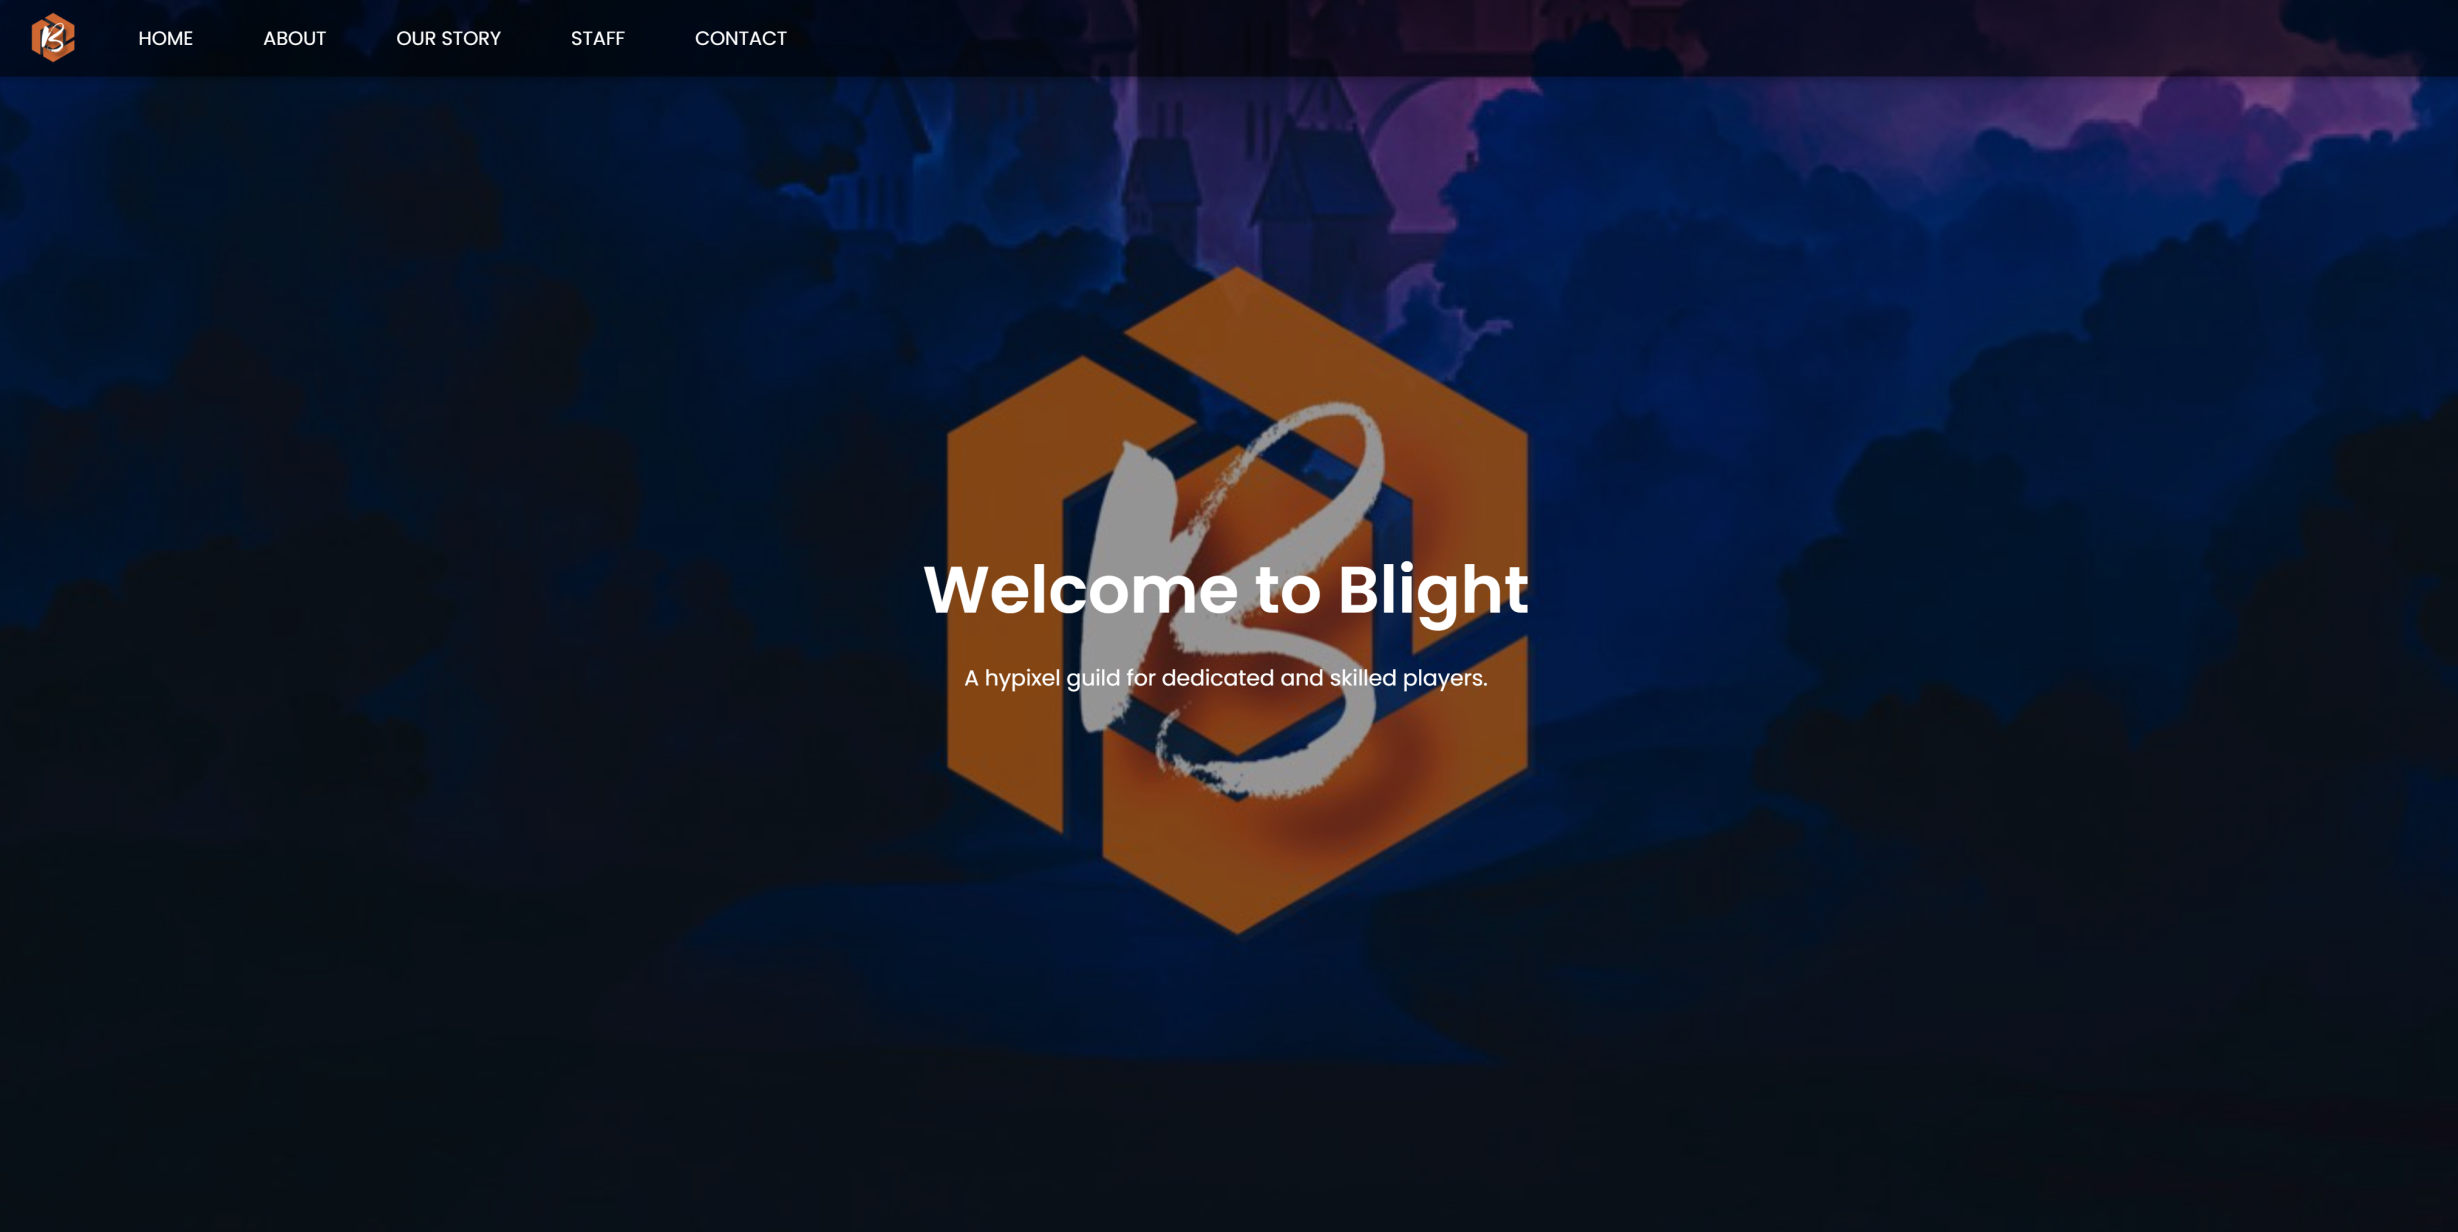 B HOME ABOUT OUR STORY STAFF CONTACT
B
Welcome to Blight
A hypixel guild for dedicated and skilled players.